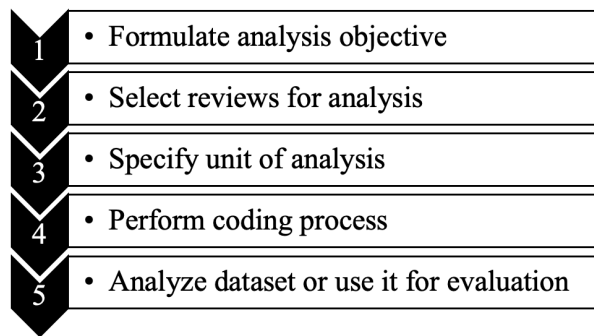 1 • Formulate analysis objective
2 • Select reviews for analysis
3 • Specify unit of analysis
4 • Perform coding process
5 • Analyze dataset or use it for evaluation